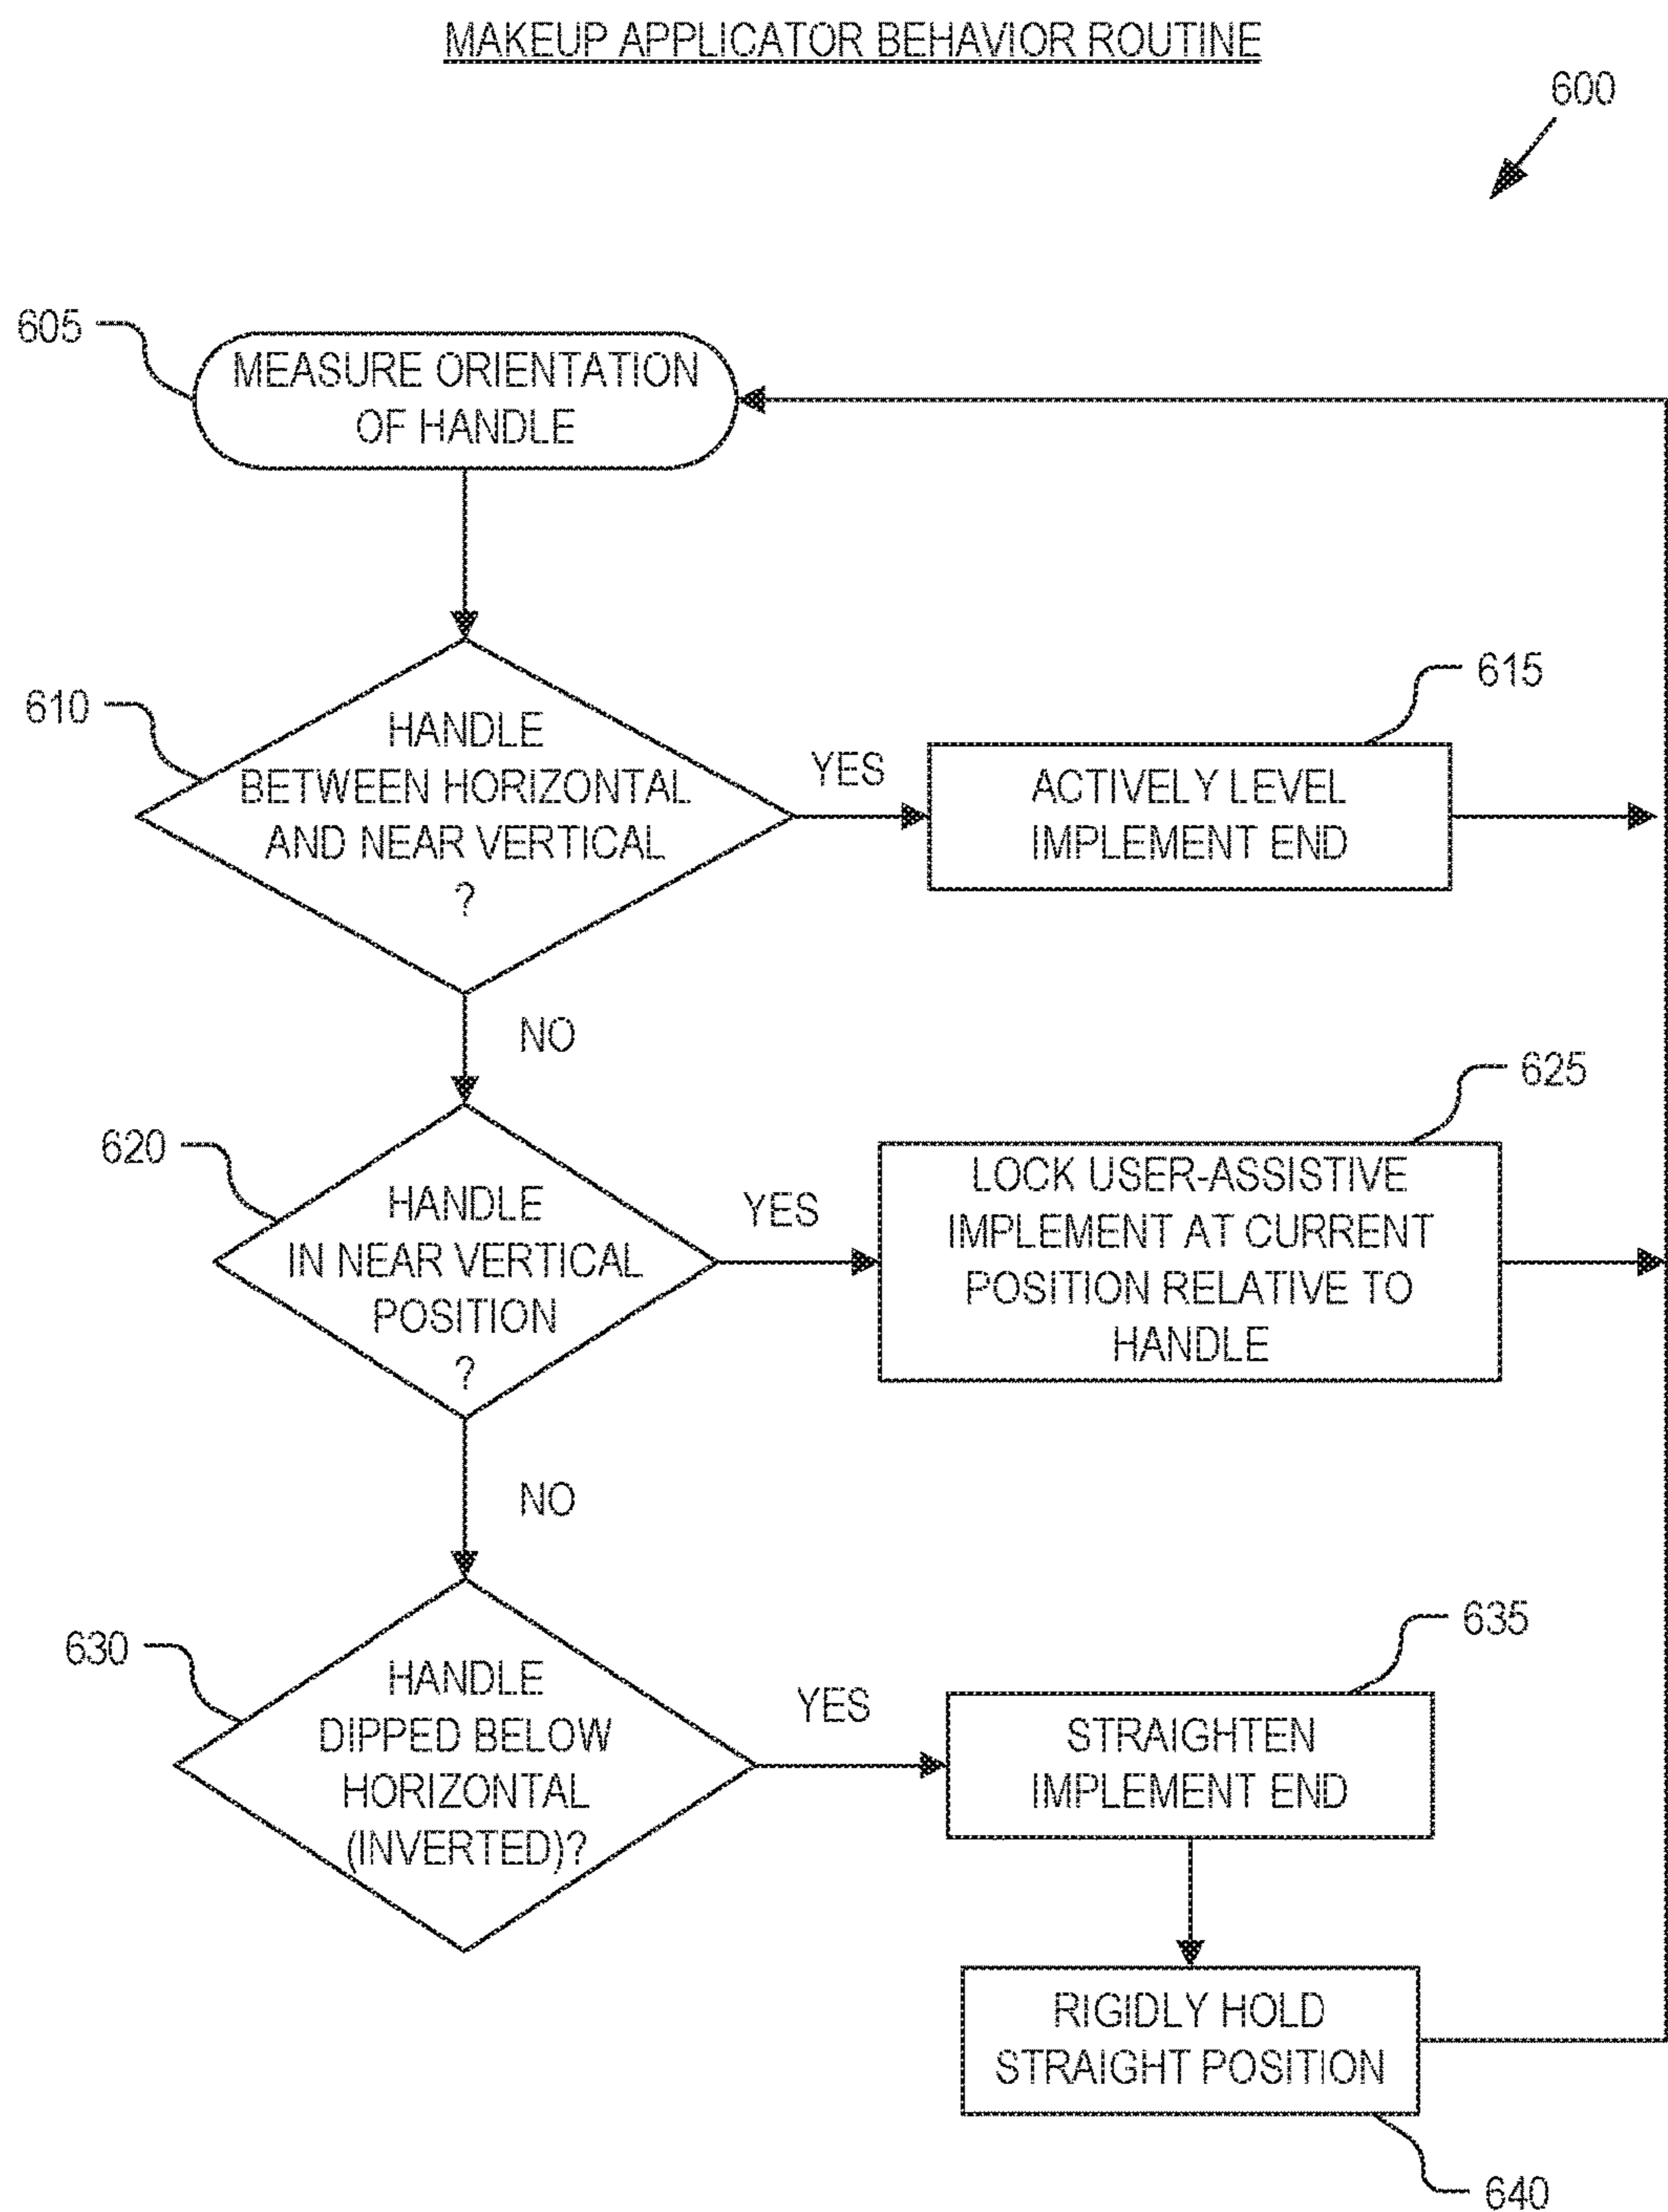 MAKEUP APPLICATOR BEHAVIOR ROUTINE
600
605
MEASURE ORIENTATION
OF HANDLE
610
HANDLE
BETWEEN HORIZONTAL
AND NEAR VERTICAL
?
YES
615
ACTIVELY LEVEL
IMPLEMENT END
NO
620
HANDLE
IN NEAR VERTICAL
POSITION
?
YES
625
LOCK USER-ASSISTIVE
IMPLEMENT AT CURRENT
POSITION RELATIVE TO
HANDLE
NO
630
HANDLE
DIPPED BELOW
HORIZONTAL
(INVERTED)?
YES
635
STRAIGHTEN
IMPLEMENT END
RIGIDLY HOLD
STRAIGHT POSITION
640